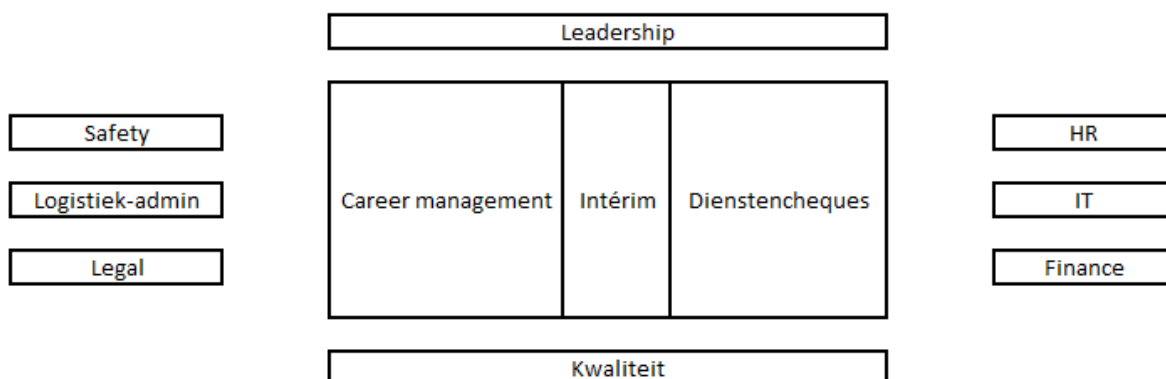 Leadership
Safety
Logistiek-admin
Legal
Career management
Intérim
Dienstencheques
HR
IT
Finance
Kwaliteit